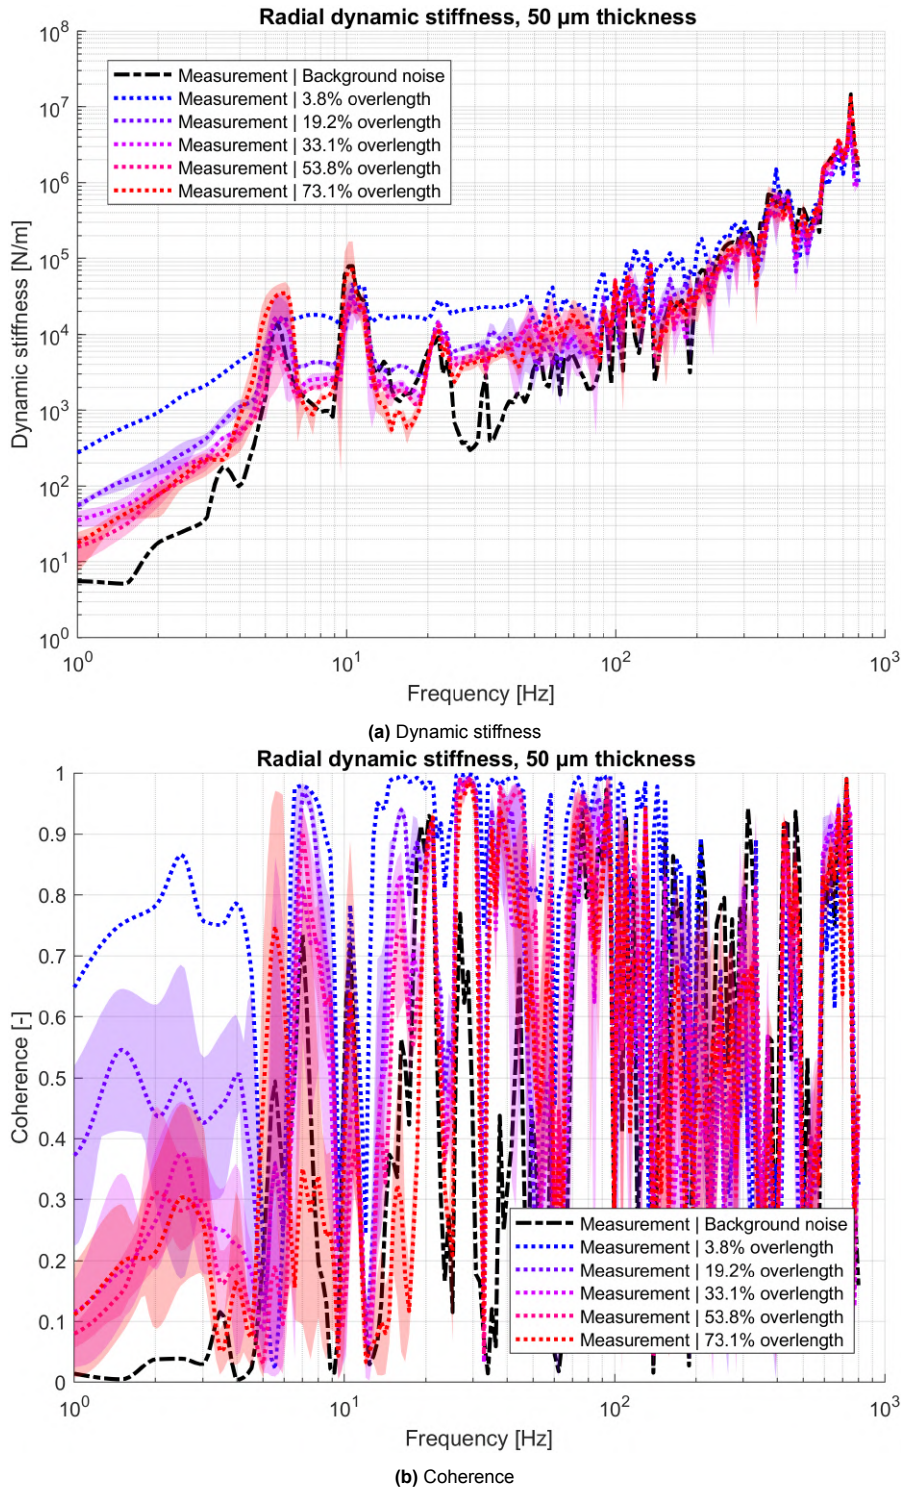 Radial dynamic stiffness, 50 µm thickness
10^8
10^7
10^6
10^5
10^4
10^3
10^2
10^1
10^0
Dynamic stiffness [N/m]
Measurement | Background noise
Measurement | 3.8% overlength
Measurement | 19.2% overlength
Measurement | 33.1% overlength
Measurement | 53.8% overlength
Measurement | 73.1% overlength
10^0 10^1 10^2 10^3
Frequency [Hz]
(a) Dynamic stiffness
Radial dynamic stiffness, 50 µm thickness
1
0.9
0.8
0.7
0.6
0.5
0.4
0.3
0.2
0.1
0
Coherence [-]
Measurement | Background noise
Measurement | 3.8% overlength
Measurement | 19.2% overlength
Measurement | 33.1% overlength
Measurement | 53.8% overlength
Measurement | 73.1% overlength
10^0 10^1 10^2 10^3
Frequency [Hz]
(b) Coherence